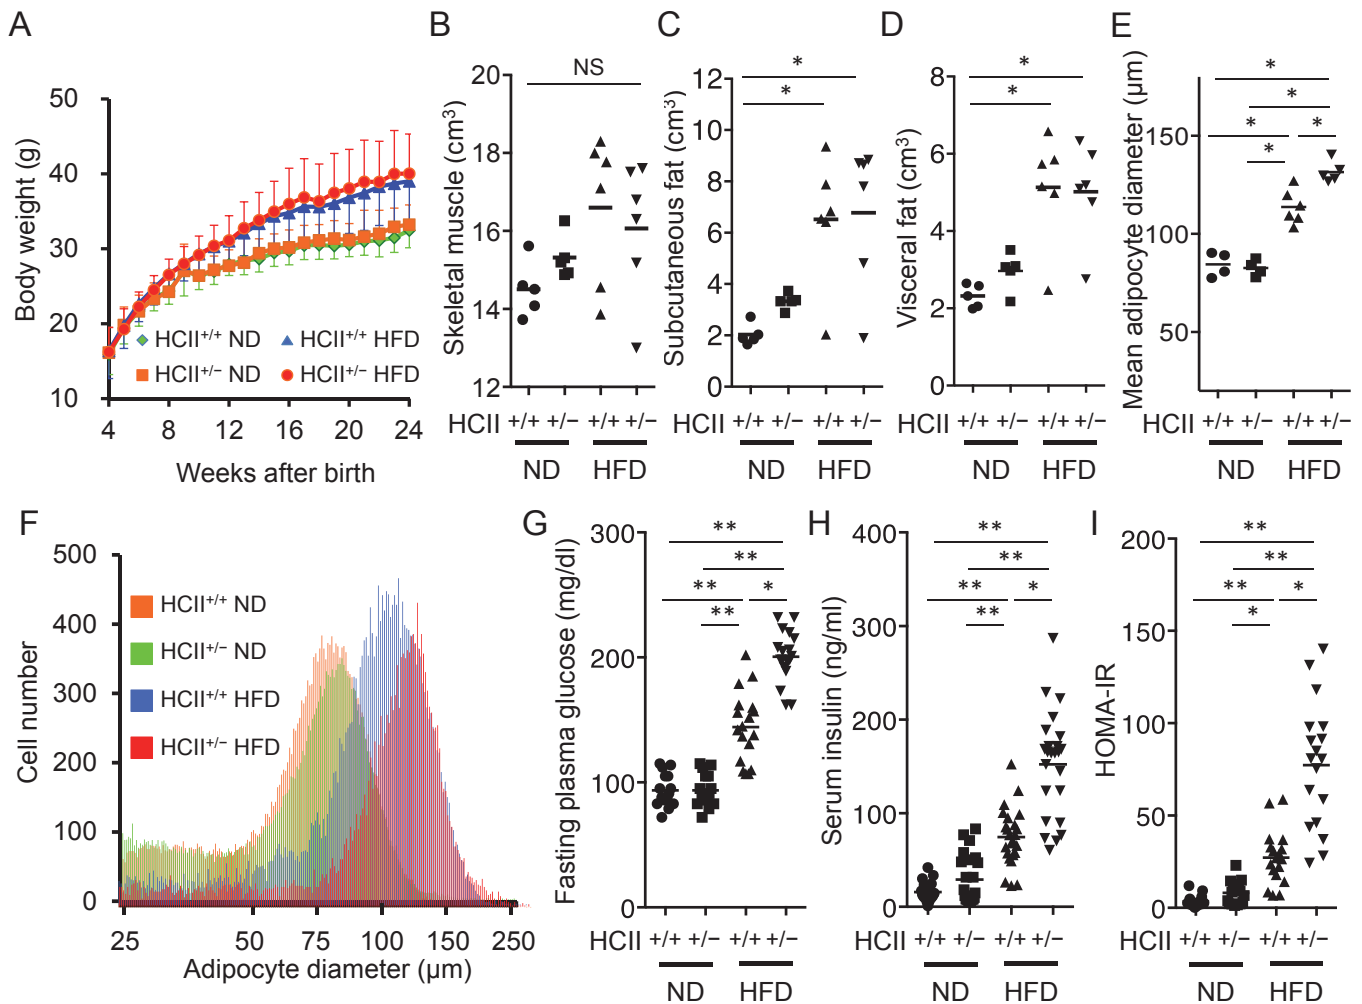 A
Body weight (g)
50
40
30
20
10
HCII+/+ ND
HCII+/+ HFD
HCII+/− ND
HCII+/− HFD
4
8
12
16
20
24
Weeks after birth
B
Skeletal muscle (cm3)
20
18
16
14
12
NS
HCII +/+ +/− +/+ +/−
ND
HFD
C
Subcutaneous fat (cm3)
12
10
8
6
4
2
0
*
*
HCII +/+ +/− +/+ +/−
ND
HFD
D
Visceral fat (cm3)
8
6
4
2
0
*
*
HCII +/+ +/− +/+ +/−
ND
HFD
E
Mean adipocyte diameter (μm)
150
100
50
*
*
*
*
*
HCII +/+ +/− +/+ +/−
ND
HFD
F
Cell number
500
400
300
200
100
0
HCII+/+ ND
HCII+/− ND
HCII+/+ HFD
HCII+/− HFD
25
50
75
100
150
250
Adipocyte diameter (μm)
G
Fasting plasma glucose (mg/dl)
300
200
100
0
**
**
**
*
**
HCII +/+ +/− +/+ +/−
ND
HFD
H
Serum insulin (ng/ml)
400
300
200
100
0
**
**
**
*
**
HCII +/+ +/− +/+ +/−
ND
HFD
I
HOMA-IR
200
150
100
50
0
**
**
**
*
*
HCII +/+ +/− +/+ +/−
ND
HFD